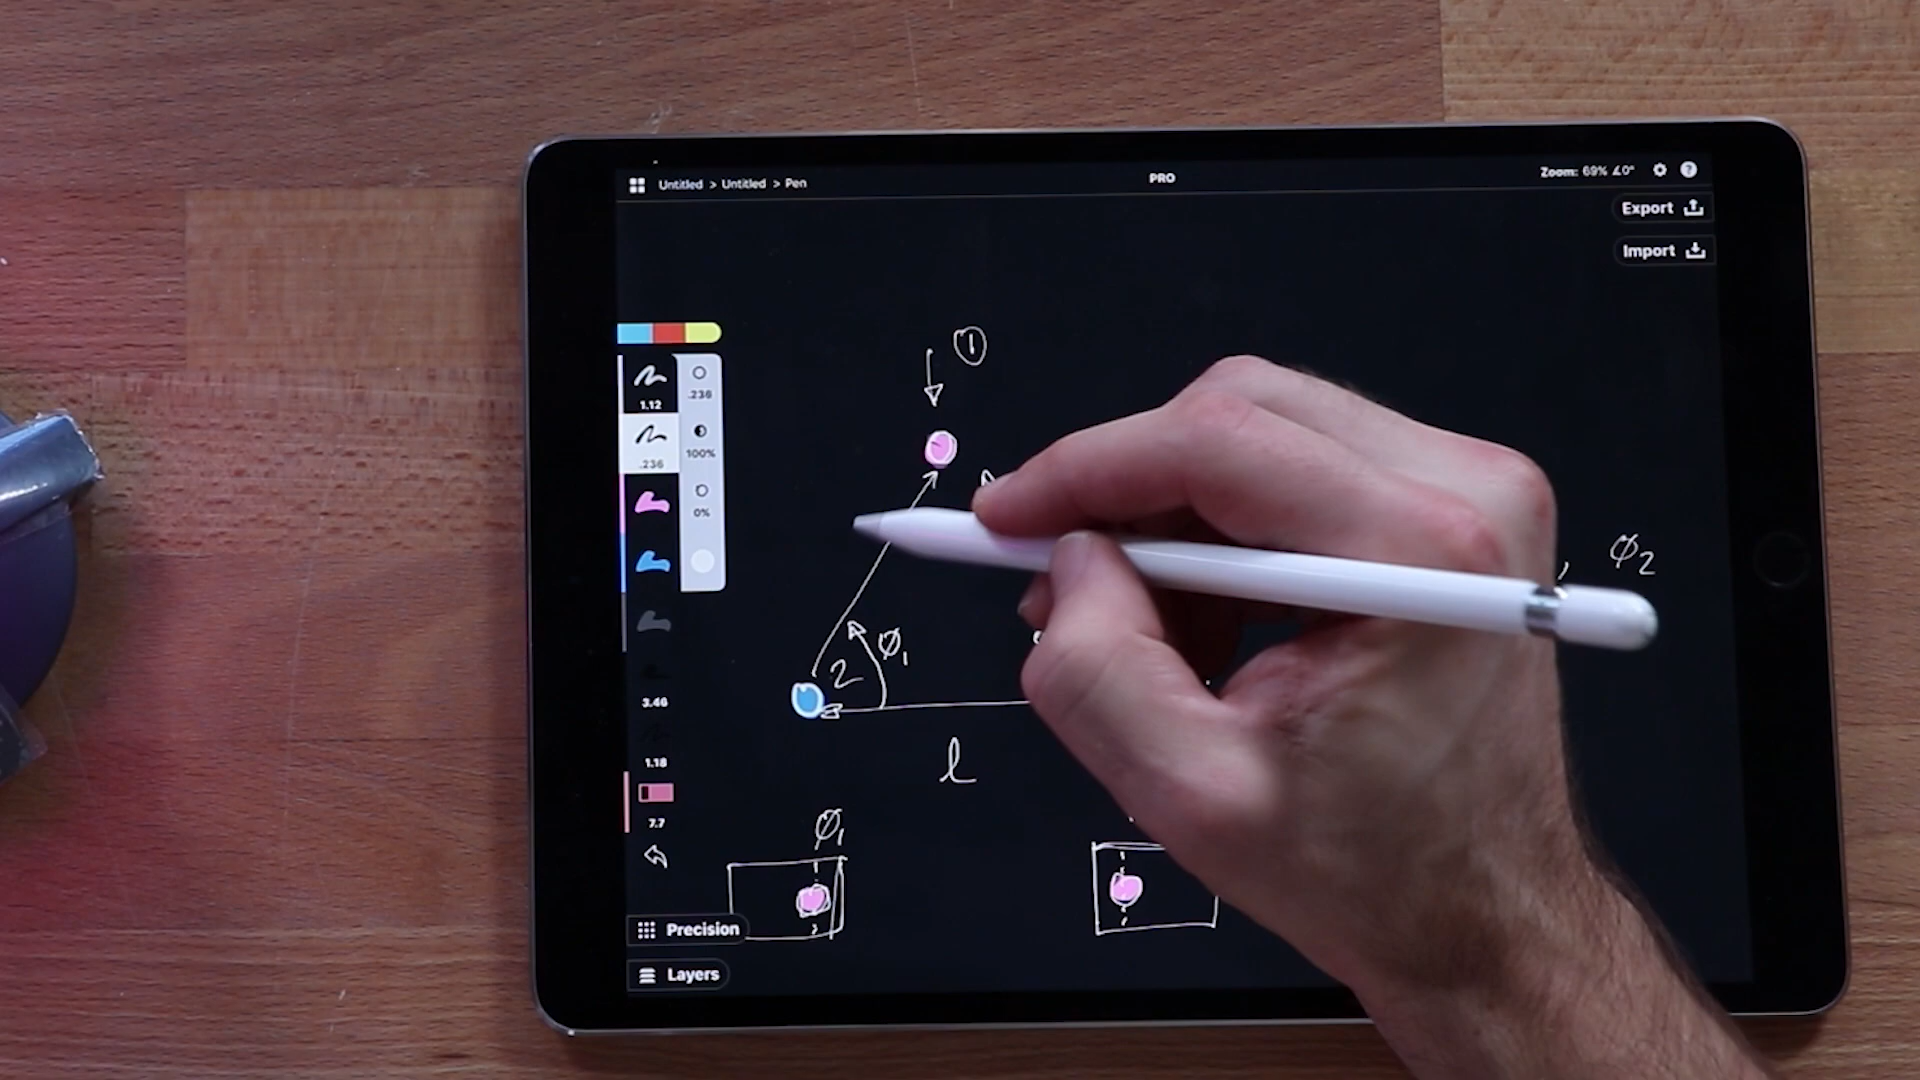 Untitled > Untitled > Pen
PRO
Zoom: 69% ∠0°
Export
Import
1.12
.236
.236
100%
0%
3.46
1.18
7.7
Precision
Layers
1
2
ø1
, ø2
l
ø1